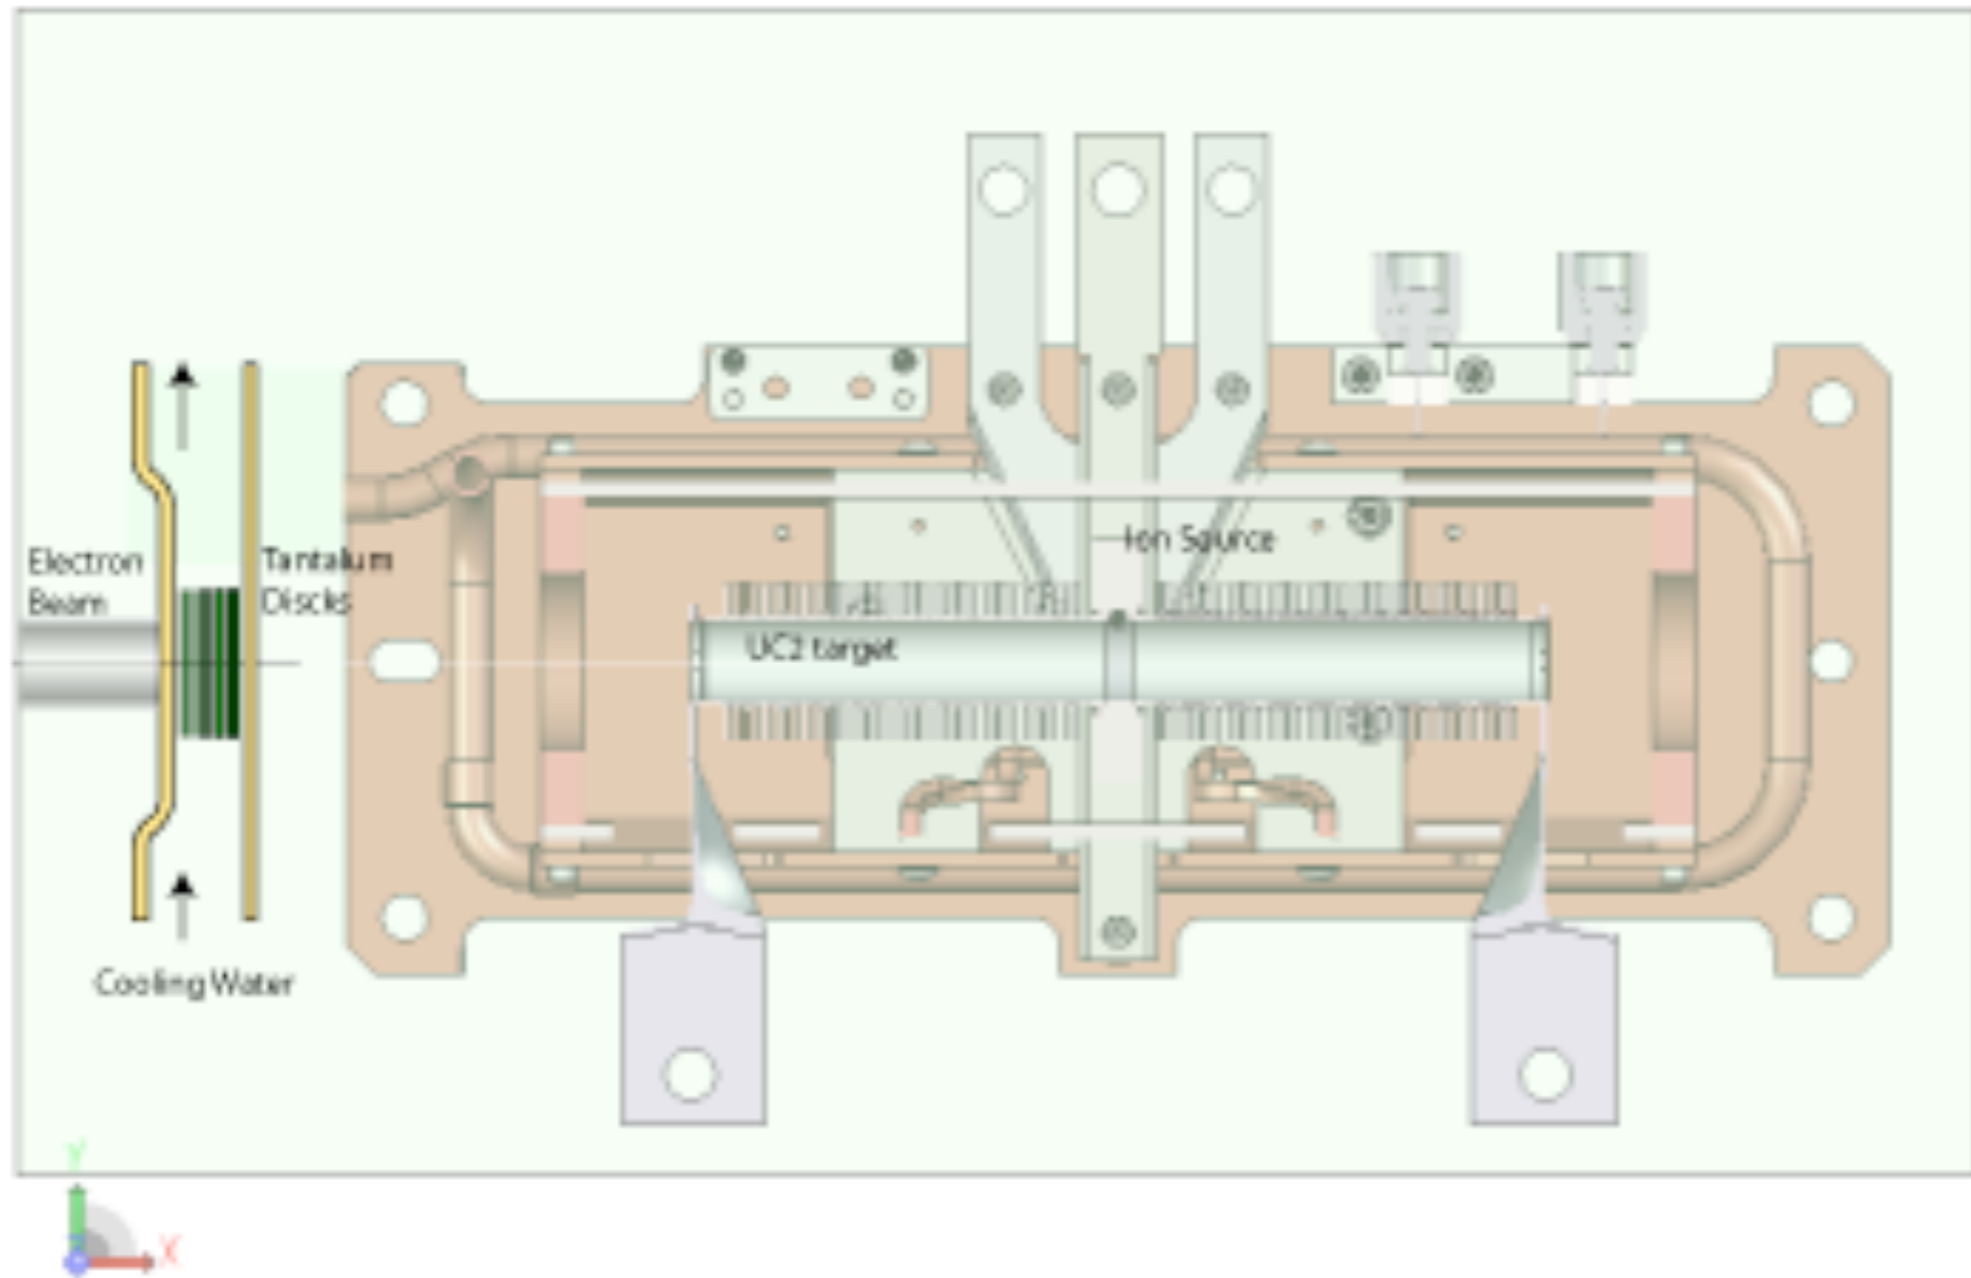 Ion Source
Electron
Beam
Tantalum
Discks
UC2 target
Cooling Water
Y
X